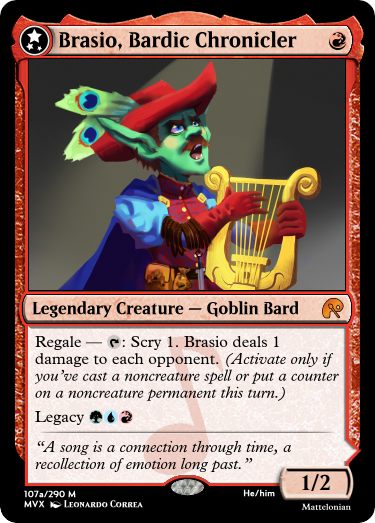 Brasio, Bardic Chronicler
Legendary Creature — Goblin Bard
Regale — : Scry 1. Brasio deals 1
damage to each opponent. (Activate only if
you’ve cast a noncreature spell or put a counter
on a noncreature permanent this turn.)
Legacy
“A song is a connection through time, a
recollection of emotion long past.”
1/2
107a/290 M
He/him
MVX Leonardo Correa
Mattelonian